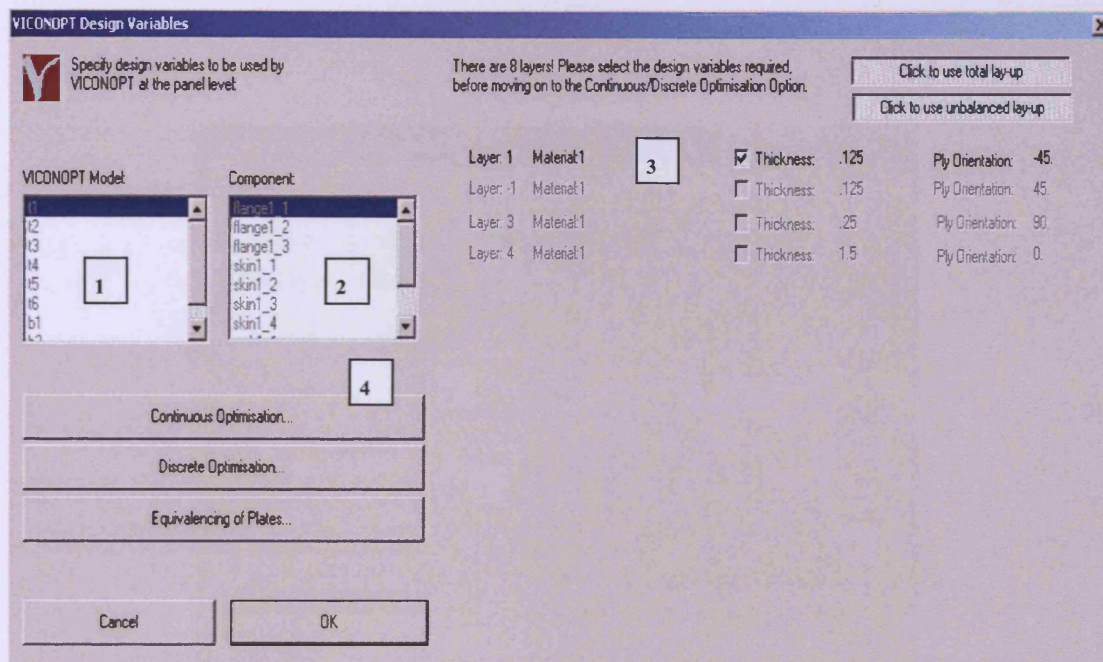 VICONOPT Design Variables
Specify design variables to be used by
VICONOPT at the panel level:
There are 8 layers! Please select the design variables required,
before moving on to the Continuous/Discrete Optimisation Option.
Click to use total lay-up
Click to use unbalanced lay-up
VICONOPT Model:
t1
t2
t3
t4
t5
t6
b1
1
Component:
flange1_1
flange1_2
flange1_3
skin1_1
skin1_2
skin1_3
skin1_4
2
3
Layer: 1 Material:1 Thickness: .125 Ply Orientation: -45.
Layer: -1 Material:1 Thickness: .125 Ply Orientation: 45.
Layer: 3 Material:1 Thickness: .25 Ply Orientation: 90.
Layer: 4 Material:1 Thickness: 1.5 Ply Orientation: 0.
4
Continuous Optimisation...
Discrete Optimisation...
Equivalencing of Plates...
Cancel
OK